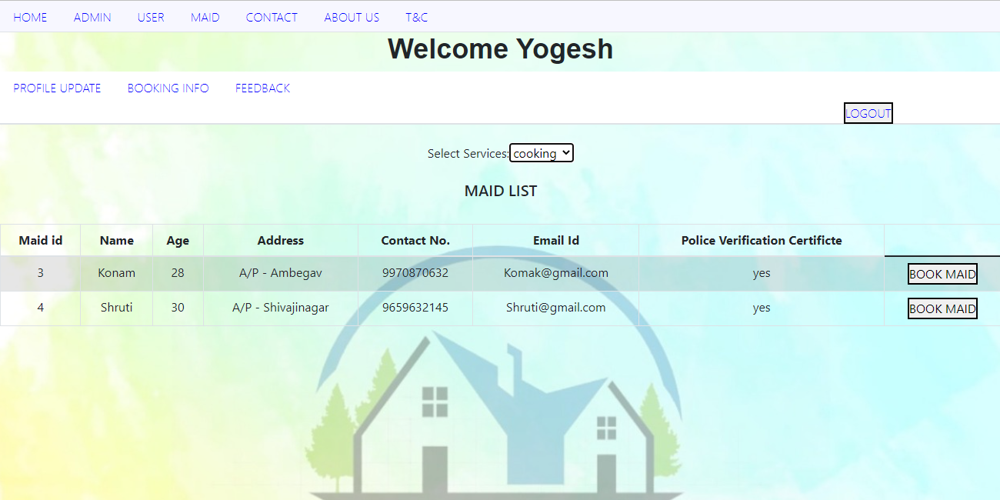 HOME ADMIN USER MAID CONTACT ABOUT US T&C
Welcome Yogesh
PROFILE UPDATE BOOKING INFO FEEDBACK
LOGOUT
Select Services: cooking
MAID LIST
Maid id Name Age Address Contact No. Email Id Police Verification Certificte
3 Konam 28 A/P - Ambegav 9970870632 Komak@gmail.com yes BOOK MAID
4 Shruti 30 A/P - Shivajinagar 9659632145 Shruti@gmail.com yes BOOK MAID